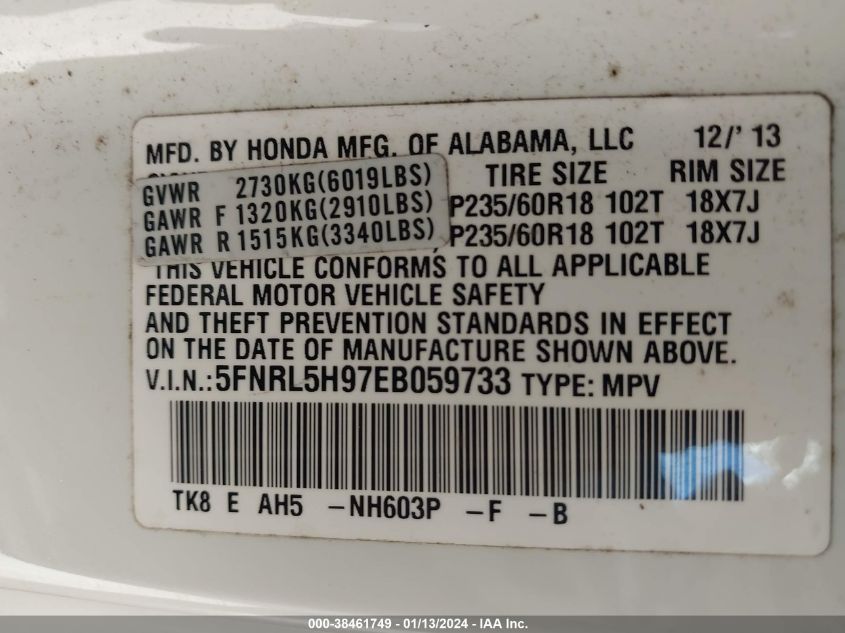 MFD. BY HONDA MFG. OF ALABAMA, LLC 12/'13
TIRE SIZE RIM SIZE
GVWR 2730KG(6019LBS)
GAWR F 1320KG(2910LBS) P235/60R18 102T 18X7J
GAWR R 1515KG(3340LBS) P235/60R18 102T 18X7J
THIS VEHICLE CONFORMS TO ALL APPLICABLE
FEDERAL MOTOR VEHICLE SAFETY
AND THEFT PREVENTION STANDARDS IN EFFECT
ON THE DATE OF MANUFACTURE SHOWN ABOVE.
V.I.N.:5FNRL5H97EB059733 TYPE: MPV
TK8 E AH5 -NH603P -F -B
000-38461749 - 01/13/2024 - IAA Inc.